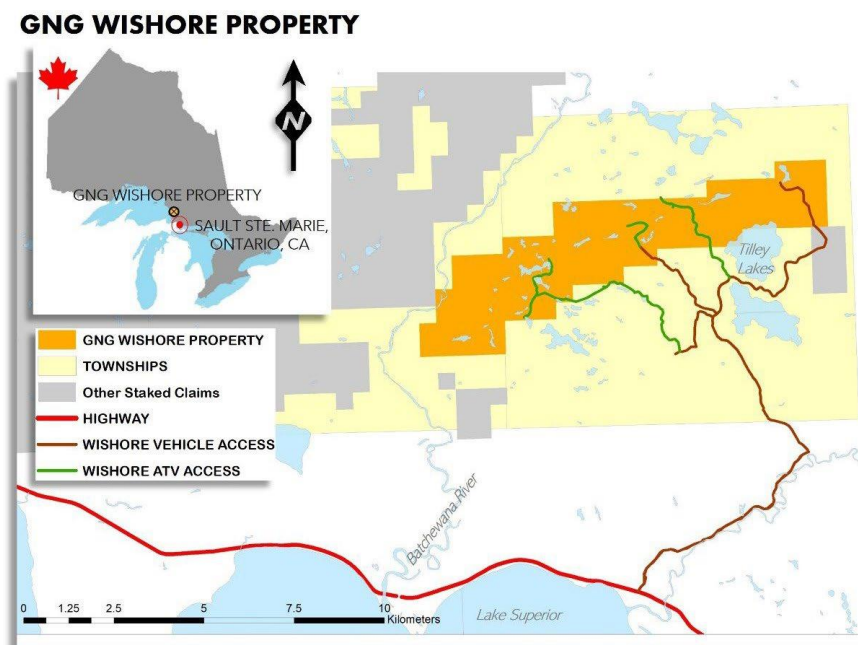 GNG WISHORE PROPERTY
N
GNG WISHORE PROPERTY
SAULT STE. MARIE,
ONTARIO, CA
Tilley
Lakes
GNG WISHORE PROPERTY
TOWNSHIPS
Other Staked Claims
HIGHWAY
WISHORE VEHICLE ACCESS
WISHORE ATV ACCESS
Batchewana River
Lake Superior
0 1.25 2.5 5 7.5 10
Kilometers